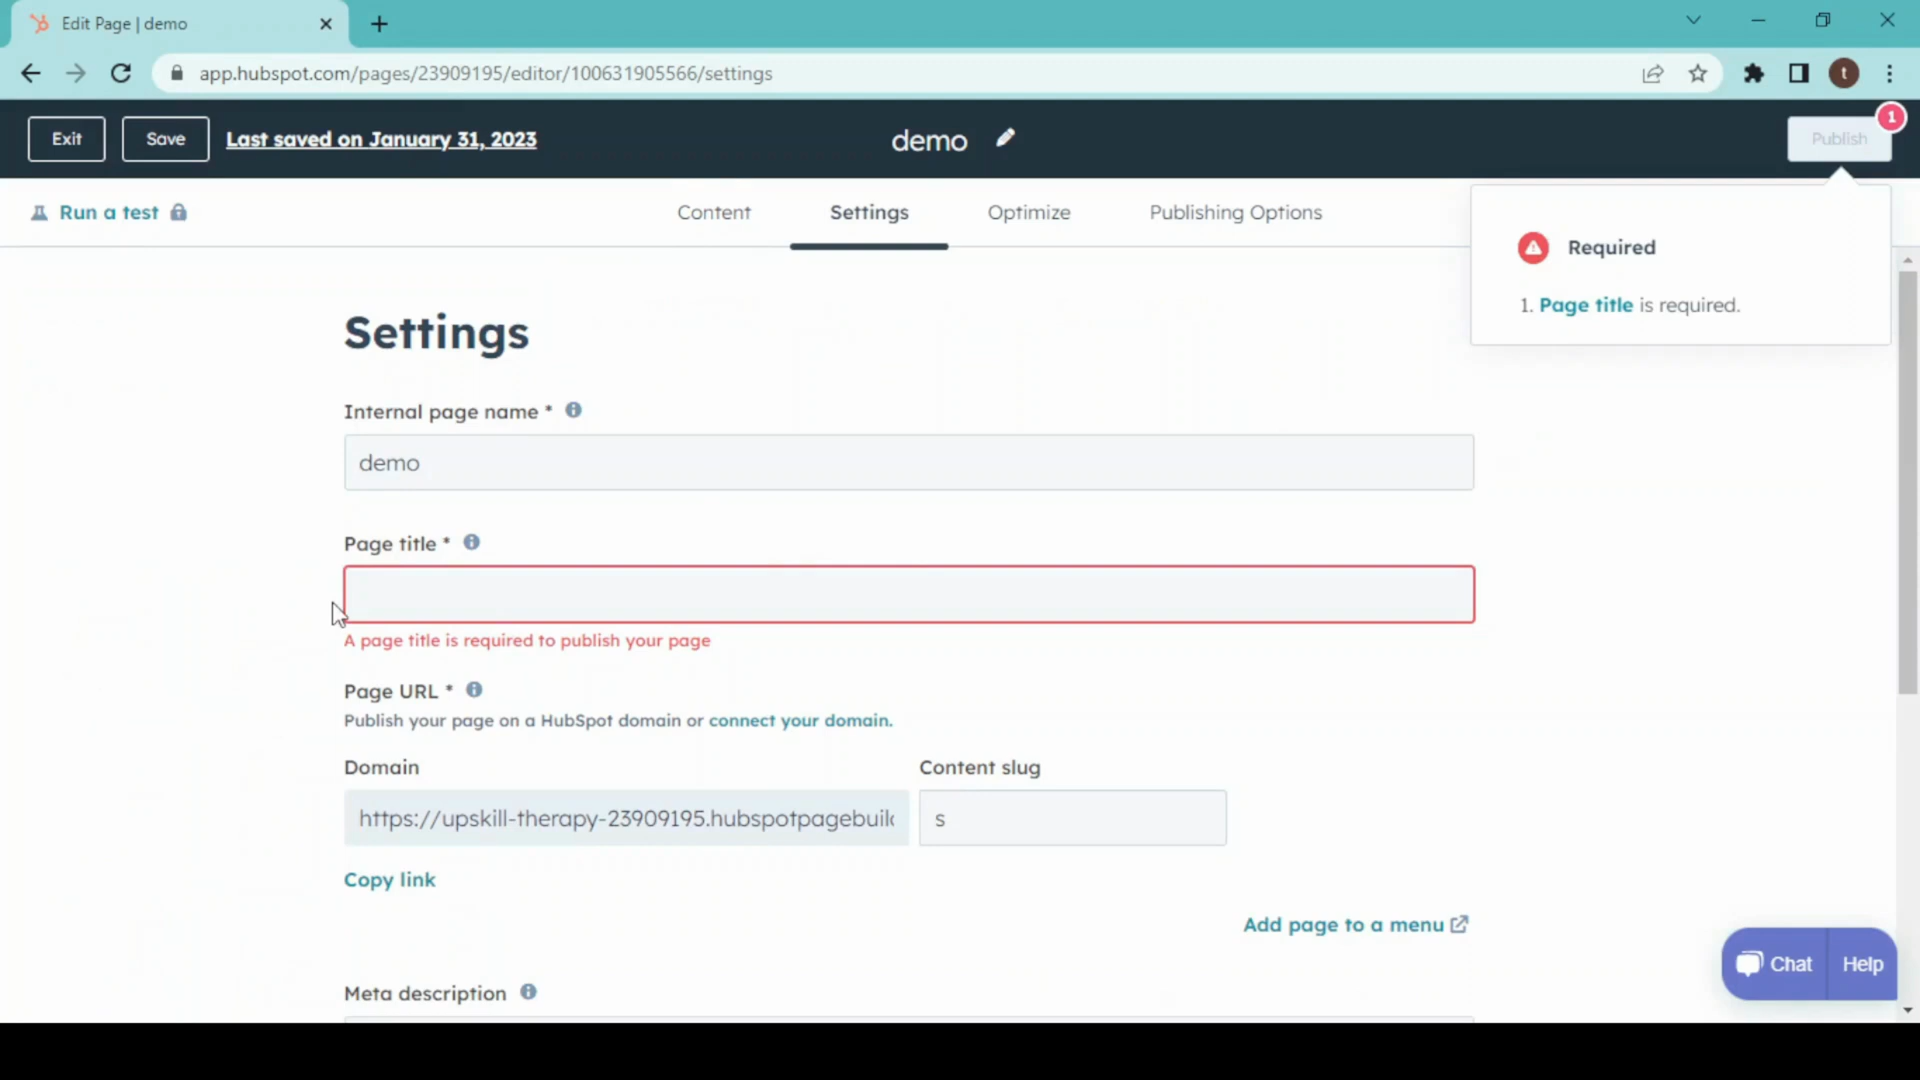 Edit Page | demo
app.hubspot.com/pages/23909195/editor/100631905566/settings
t
Exit
Save
Last saved on January 31, 2023
demo
Publish
1
Run a test
Content
Settings
Optimize
Publishing Options
Required
1. Page title is required.
Settings
Internal page name *
demo
Page title *
A page title is required to publish your page
Page URL *
Publish your page on a HubSpot domain or connect your domain.
Domain
Content slug
https://upskill-therapy-23909195.hubspotpagebuil
s
Copy link
Add page to a menu
Meta description
Chat
Help